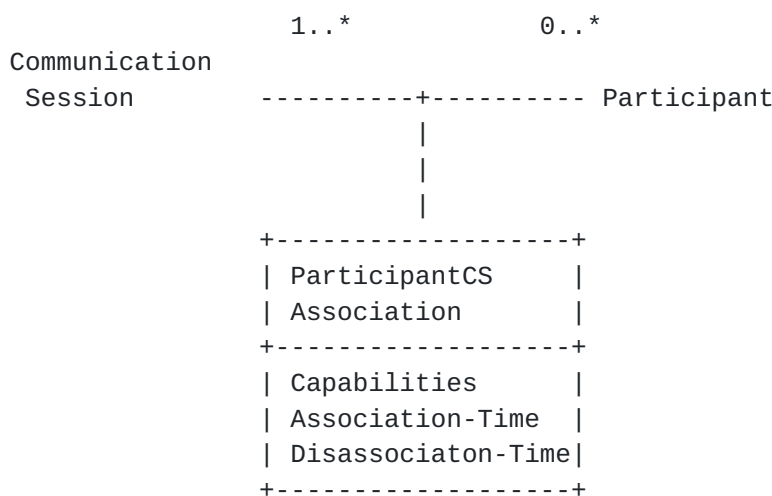 1..* 0..*
Communication
Session ----------+---------- Participant
|
|
|
+-------------------+
| ParticipantCS |
| Association |
+-------------------+
| Capabilities |
| Association-Time |
| Disassociaton-Time|
+-------------------+